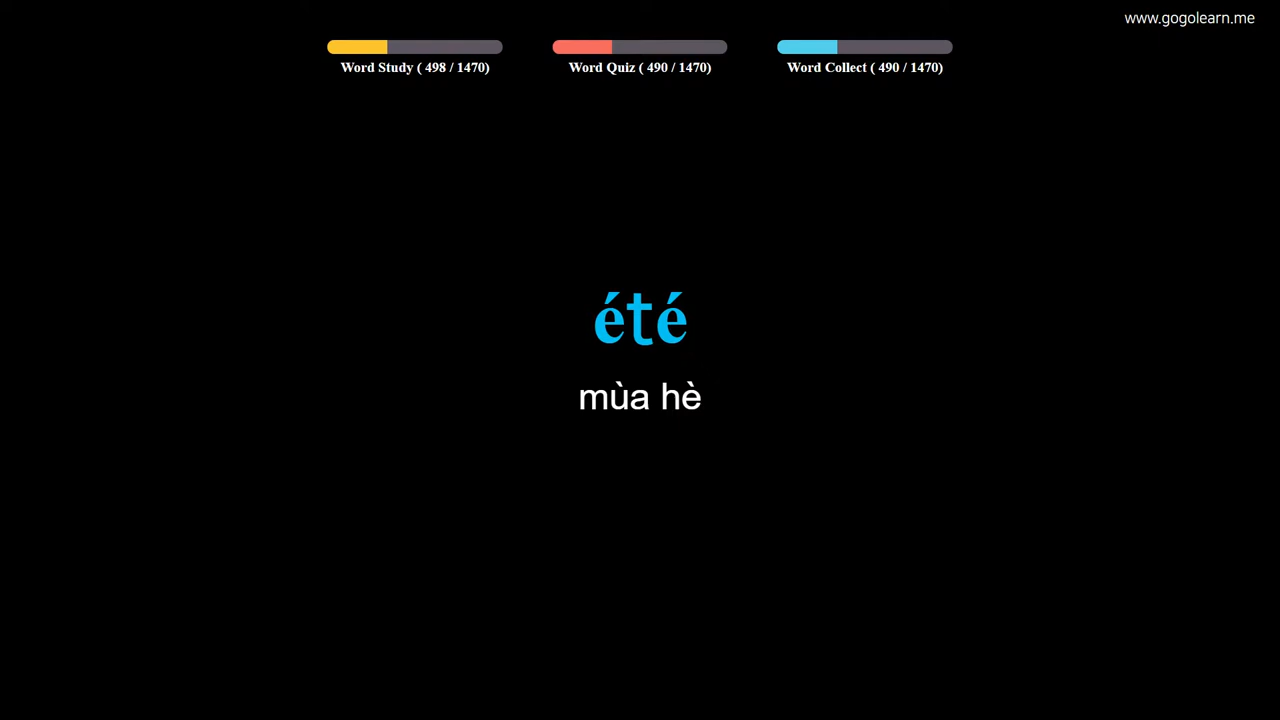 www.gogolearn.me
Word Study ( 498 / 1470)
Word Quiz ( 490 / 1470)
Word Collect ( 490 / 1470)
été
mùa hè